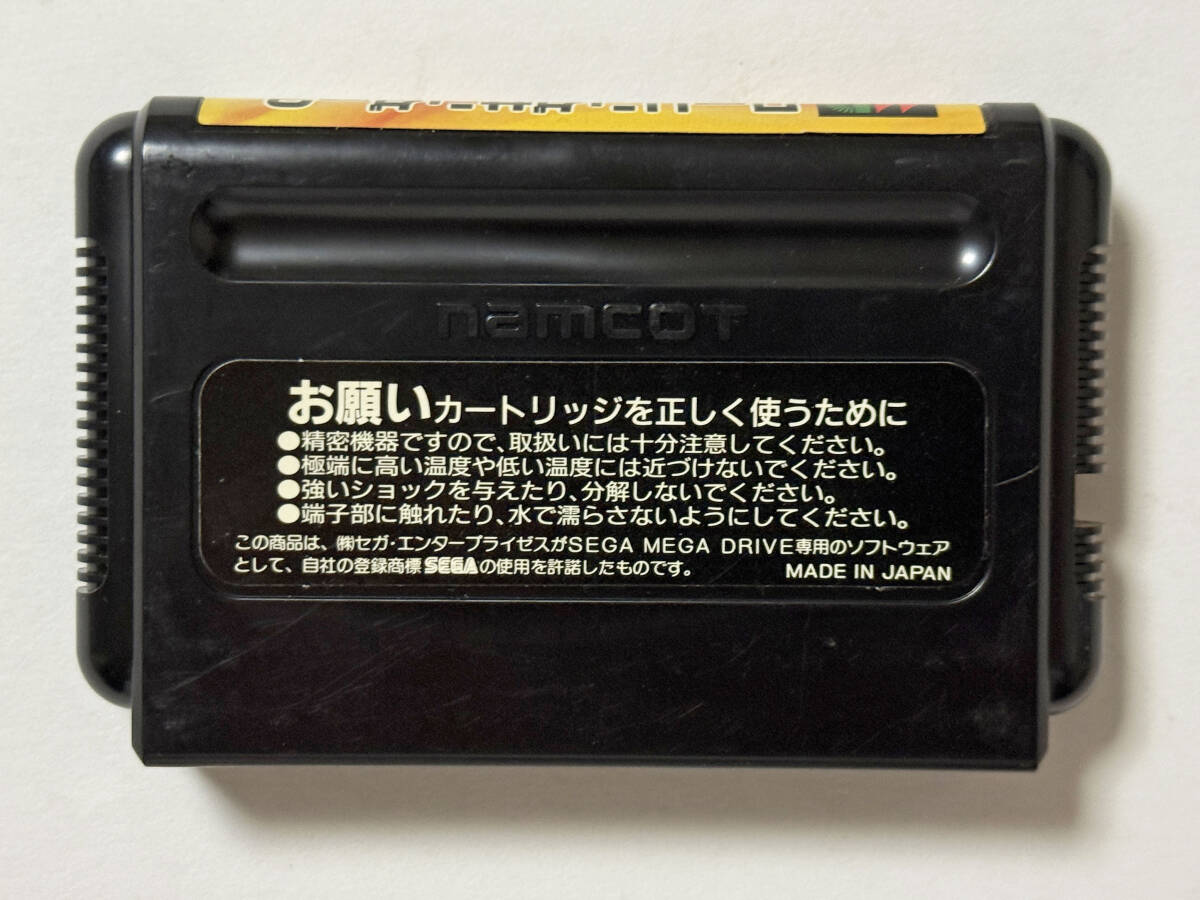 namcot
お願いカートリッジを正しく使うために
●精密機器ですので、取扱いには十分注意してください。
●極端に高い温度や低い温度には近づけないでください。
●強いショックを与えたり、分解しないでください。
●端子部に触れたり、水で濡らさないようにしてください。
この商品は、㈱セガ・エンタープライゼスがSEGA MEGA DRIVE専用のソフトウェア
として、自社の登録商標SEGAの使用を許諾したものです。 MADE IN JAPAN